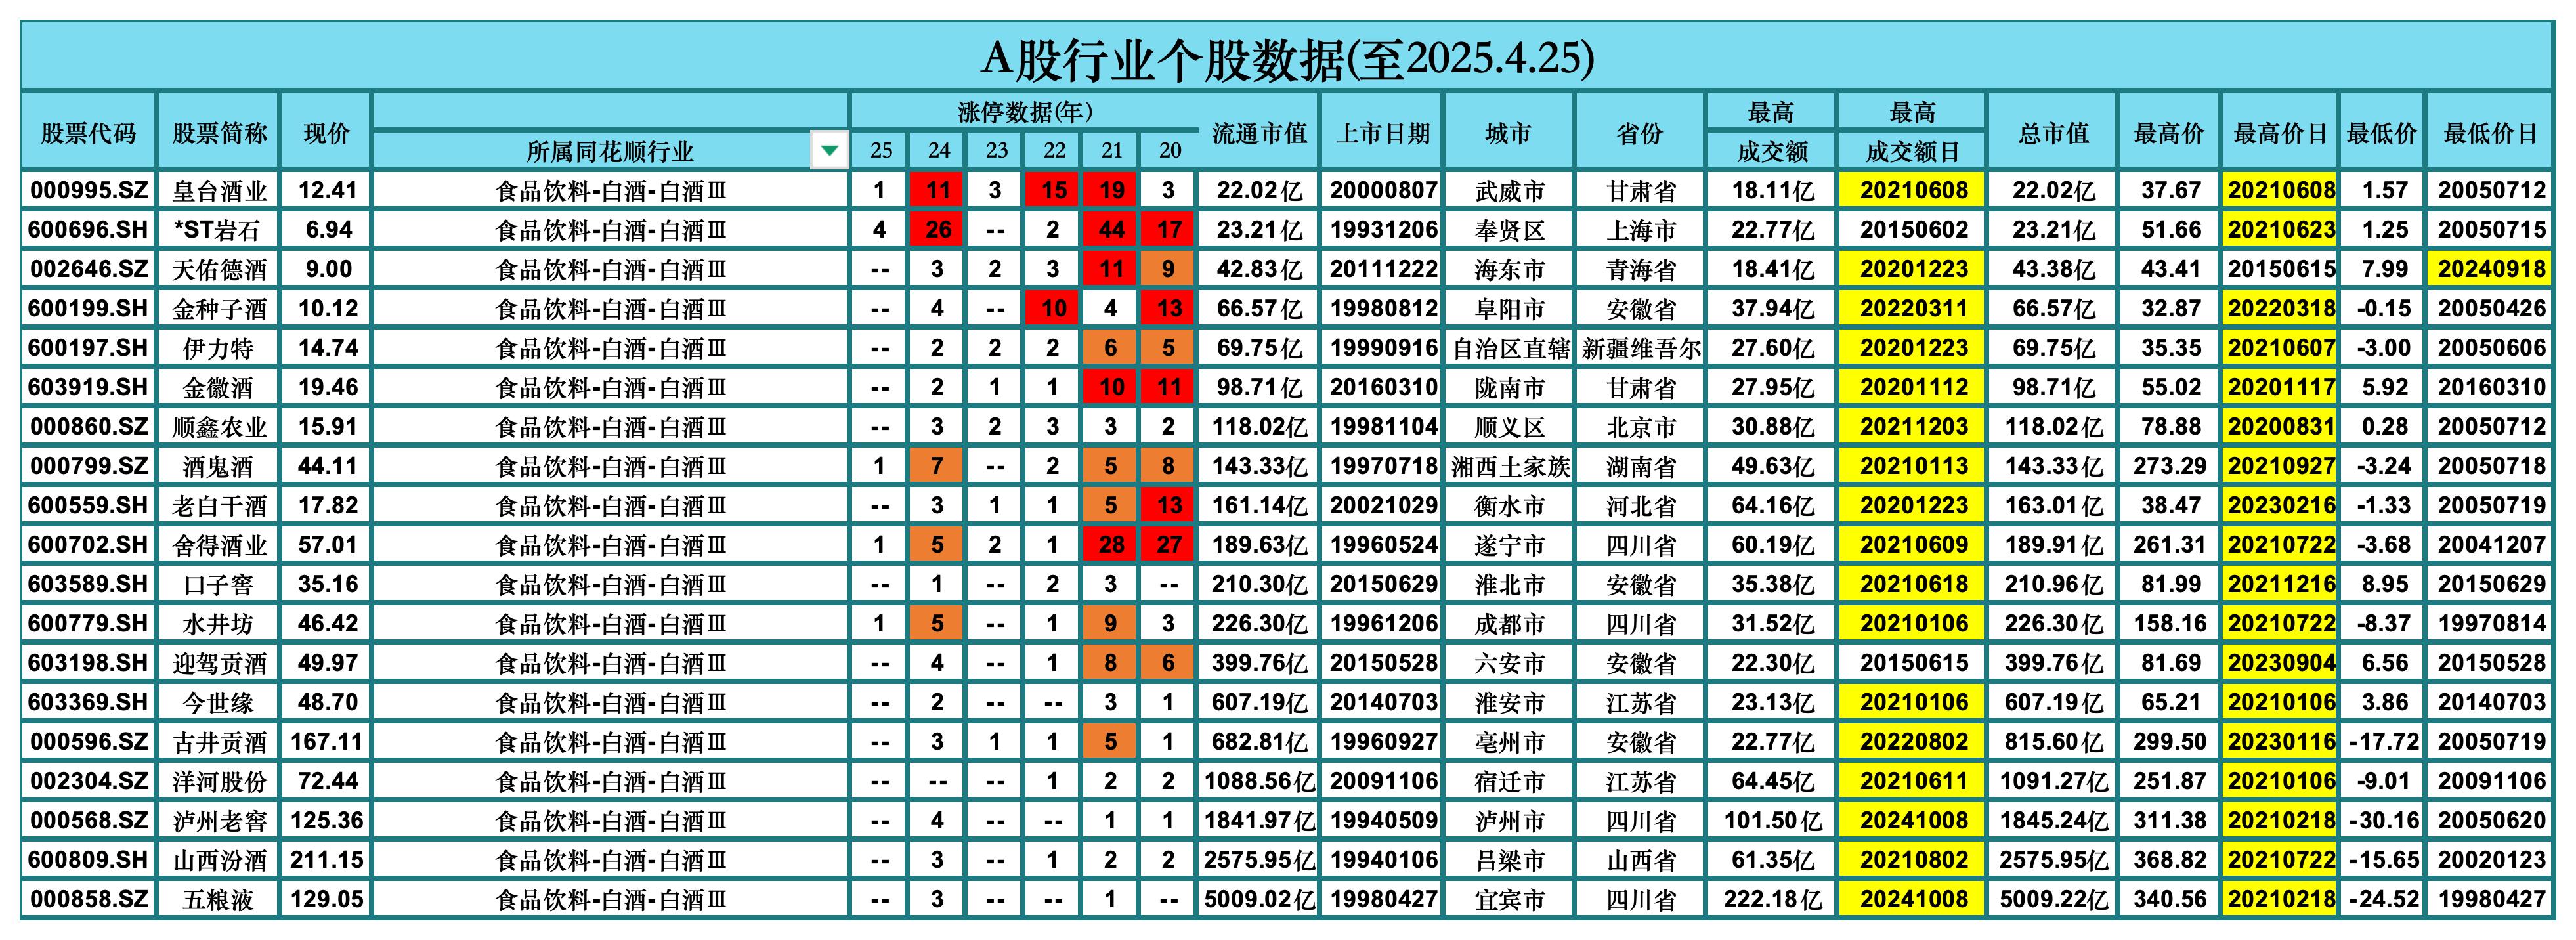 A股行业个股数据(至2025.4.25)
股票代码 股票简称 现价 所属同花顺行业 涨停数据(年) 流通市值 上市日期 城市 省份 最高 最高 总市值 最高价 最高价日 最低价 最低价日
25 24 23 22 21 20 成交额 成交额日
000995.SZ 皇台酒业 12.41 食品饮料-白酒-白酒Ⅲ 1 11 3 15 19 3 22.02亿 20000807 武威市 甘肃省 18.11亿 20210608 22.02亿 37.67 20210608 1.57 20050712
600696.SH *ST岩石 6.94 食品饮料-白酒-白酒Ⅲ 4 26 -- 2 44 17 23.21亿 19931206 奉贤区 上海市 22.77亿 20150602 23.21亿 51.66 20210623 1.25 20050715
002646.SZ 天佑德酒 9.00 食品饮料-白酒-白酒Ⅲ -- 3 2 3 11 9 42.83亿 20111222 海东市 青海省 18.41亿 20201223 43.38亿 43.41 20150615 7.99 20240918
600199.SH 金种子酒 10.12 食品饮料-白酒-白酒Ⅲ -- 4 -- 10 4 13 66.57亿 19980812 阜阳市 安徽省 37.94亿 20220311 66.57亿 32.87 20220318 -0.15 20050426
600197.SH 伊力特 14.74 食品饮料-白酒-白酒Ⅲ -- 2 2 2 6 5 69.75亿 19990916 自治区直辖 新疆维吾尔 27.60亿 20201223 69.75亿 35.35 20210607 -3.00 20050606
603919.SH 金徽酒 19.46 食品饮料-白酒-白酒Ⅲ -- 2 1 1 10 11 98.71亿 20160310 陇南市 甘肃省 27.95亿 20201112 98.71亿 55.02 20201117 5.92 20160310
000860.SZ 顺鑫农业 15.91 食品饮料-白酒-白酒Ⅲ -- 3 2 3 3 2 118.02亿 19981104 顺义区 北京市 30.88亿 20211203 118.02亿 78.88 20200831 0.28 20050712
000799.SZ 酒鬼酒 44.11 食品饮料-白酒-白酒Ⅲ 1 7 -- 2 5 8 143.33亿 19970718 湘西土家族 湖南省 49.63亿 20210113 143.33亿 273.29 20210927 -3.24 20050718
600559.SH 老白干酒 17.82 食品饮料-白酒-白酒Ⅲ -- 3 1 1 5 13 161.14亿 20021029 衡水市 河北省 64.16亿 20201223 163.01亿 38.47 20230216 -1.33 20050719
600702.SH 舍得酒业 57.01 食品饮料-白酒-白酒Ⅲ 1 5 2 1 28 27 189.63亿 19960524 遂宁市 四川省 60.19亿 20210609 189.91亿 261.31 20210722 -3.68 20041207
603589.SH 口子窖 35.16 食品饮料-白酒-白酒Ⅲ -- 1 -- 2 3 -- 210.30亿 20150629 淮北市 安徽省 35.38亿 20210618 210.96亿 81.99 20211216 8.95 20150629
600779.SH 水井坊 46.42 食品饮料-白酒-白酒Ⅲ 1 5 -- 1 9 3 226.30亿 19961206 成都市 四川省 31.52亿 20210106 226.30亿 158.16 20210722 -8.37 19970814
603198.SH 迎驾贡酒 49.97 食品饮料-白酒-白酒Ⅲ -- 4 -- 1 8 6 399.76亿 20150528 六安市 安徽省 22.30亿 20150615 399.76亿 81.69 20230904 6.56 20150528
603369.SH 今世缘 48.70 食品饮料-白酒-白酒Ⅲ -- 2 -- -- 3 1 607.19亿 20140703 淮安市 江苏省 23.13亿 20210106 607.19亿 65.21 20210106 3.86 20140703
000596.SZ 古井贡酒 167.11 食品饮料-白酒-白酒Ⅲ -- 3 1 1 5 1 682.81亿 19960927 亳州市 安徽省 22.77亿 20220802 815.60亿 299.50 20230116 -17.72 20050719
002304.SZ 洋河股份 72.44 食品饮料-白酒-白酒Ⅲ -- -- -- 1 2 2 1088.56亿 20091106 宿迁市 江苏省 64.45亿 20210611 1091.27亿 251.87 20210106 -9.01 20091106
000568.SZ 泸州老窖 125.36 食品饮料-白酒-白酒Ⅲ -- 4 -- -- 1 1 1841.97亿 19940509 泸州市 四川省 101.50亿 20241008 1845.24亿 311.38 20210218 -30.16 20050620
600809.SH 山西汾酒 211.15 食品饮料-白酒-白酒Ⅲ -- 3 -- 1 2 2 2575.95亿 19940106 吕梁市 山西省 61.35亿 20210802 2575.95亿 368.82 20210722 -15.65 20020123
000858.SZ 五粮液 129.05 食品饮料-白酒-白酒Ⅲ -- 3 -- -- 1 -- 5009.02亿 19980427 宜宾市 四川省 222.18亿 20241008 5009.22亿 340.56 20210218 -24.52 19980427